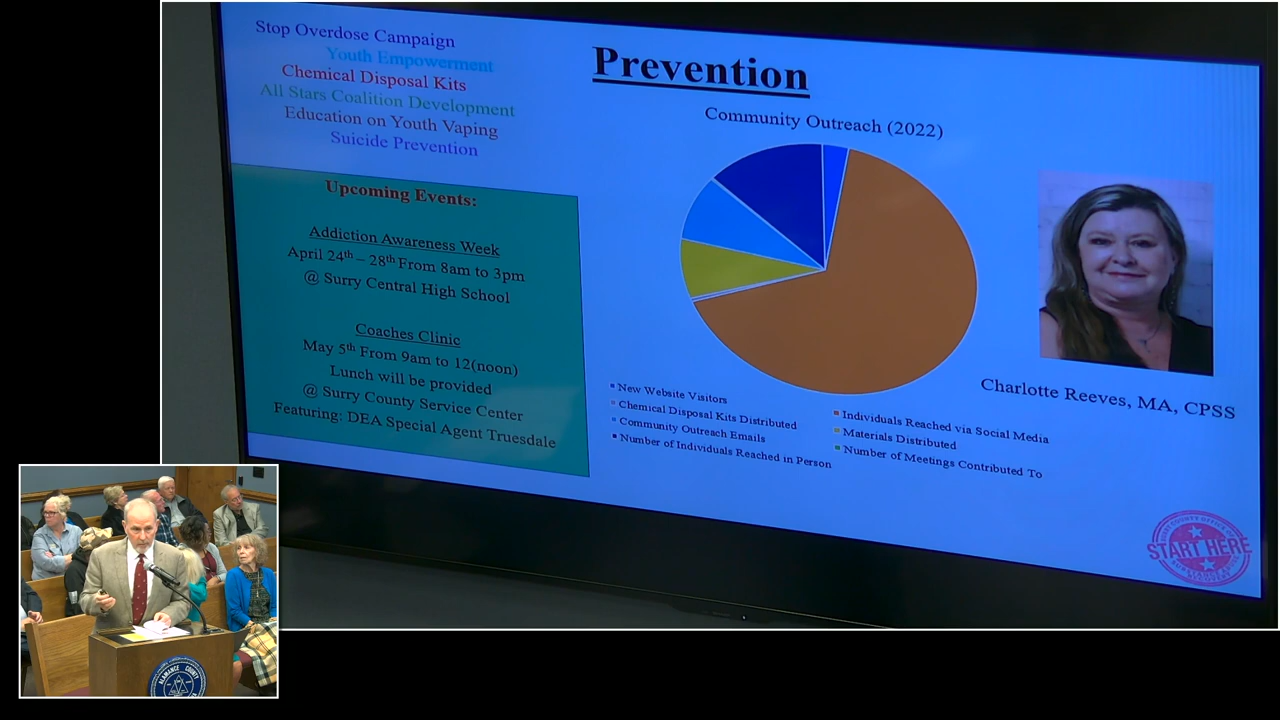 Stop Overdose Campaign
Youth Empowerment
Chemical Disposal Kits
All Stars Coalition Development
Education on Youth Vaping
Suicide Prevention
Prevention
Community Outreach (2022)
Upcoming Events:
Addiction Awareness Week
April 24th – 28th From 8am to 3pm
@ Surry Central High School
Coaches Clinic
May 5th From 9am to 12(noon)
Lunch will be provided
@ Surry County Service Center
Featuring: DEA Special Agent Truesdale
New Website Visitors
Chemical Disposal Kits Distributed
Community Outreach Emails
Number of Individuals Reached in Person
Individuals Reached via Social Media
Materials Distributed
Number of Meetings Contributed To
Charlotte Reeves, MA, CPSS
START HERE
ALAMANCE COUNTY